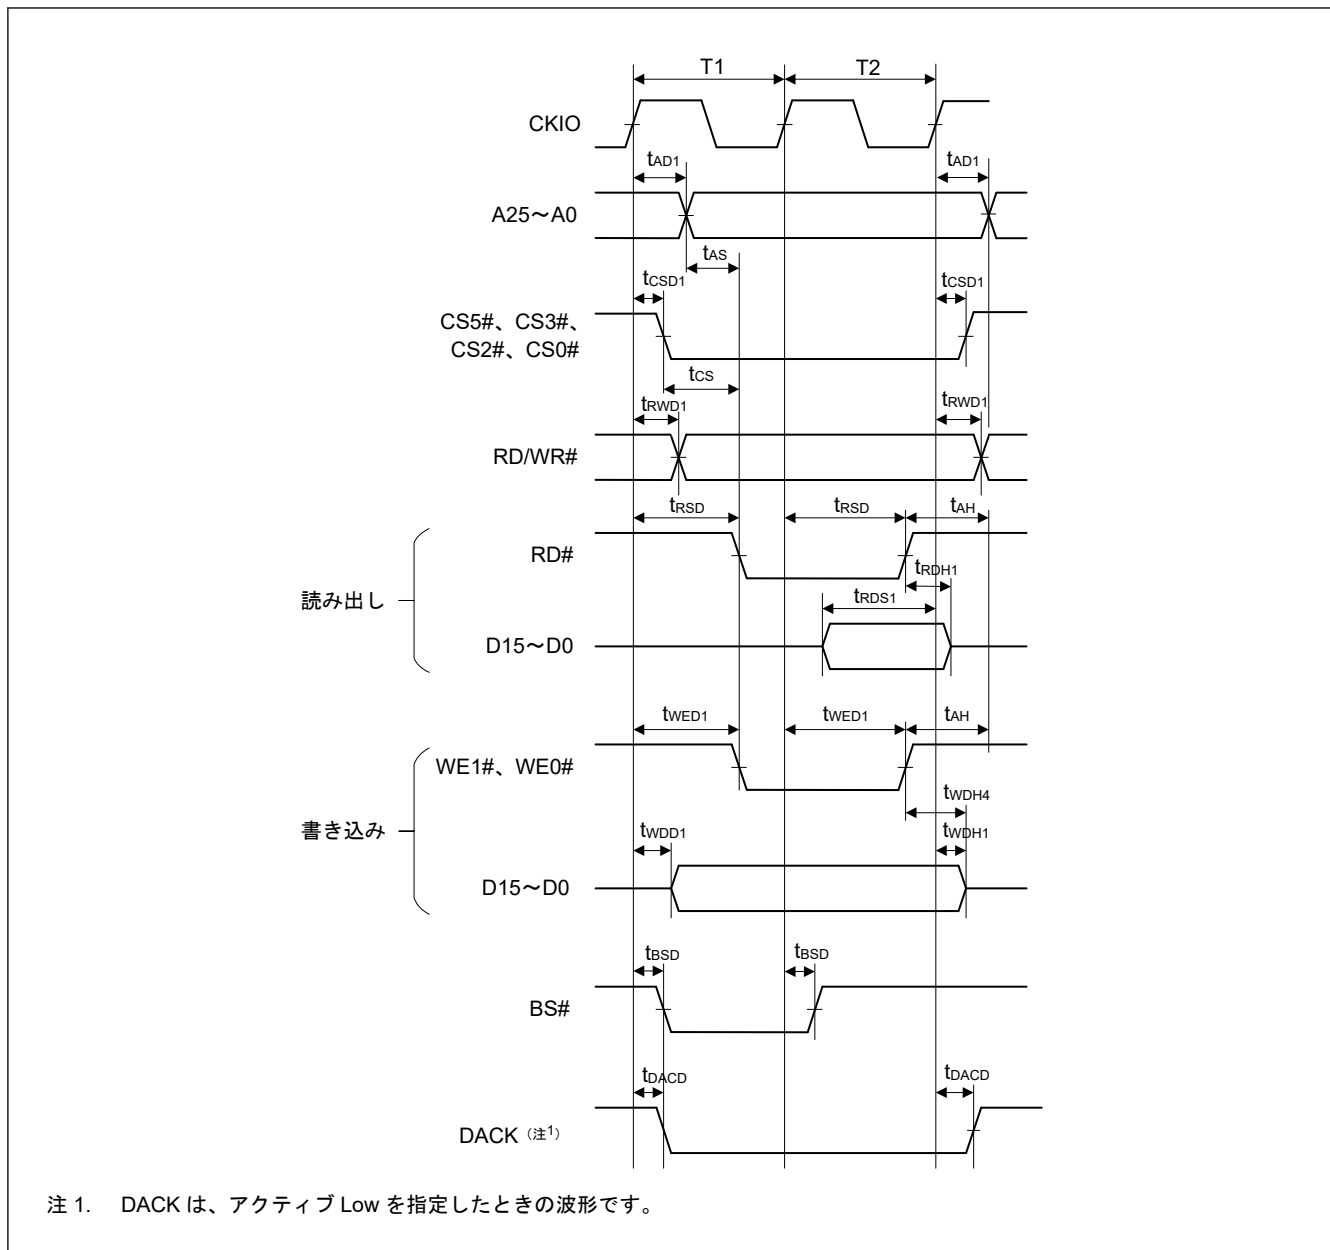 T1 T2
CKIO
tAD1 tAD1
A25～A0
tAS
tCSD1 tCSD1
CS5#、CS3#、
CS2#、CS0#
tCS
tRWD1 tRWD1
RD/WR#
tRSD tRSD tAH
RD#
tRDH1
読み出し
tRDS1
D15～D0
tWED1 tWED1 tAH
WE1#、WE0#
tWDH4
書き込み
tWDD1 tWDH1
D15～D0
tBSD tBSD
BS#
tDACD tDACD
DACK（注1）
注 1. DACK は、アクティブ Low を指定したときの波形です。